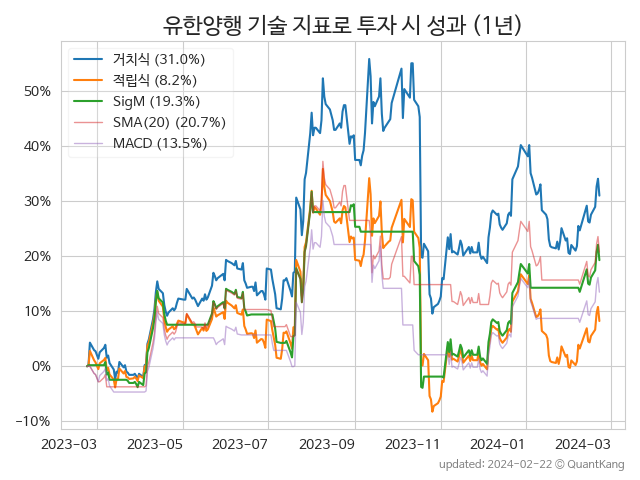 유한양행 기술 지표로 투자 시 성과 (1년)
거치식 (31.0%)
적립식 (8.2%)
SigM (19.3%)
SMA(20) (20.7%)
MACD (13.5%)
50%
40%
30%
20%
10%
0%
−10%
2023-03 2023-05 2023-07 2023-09 2023-11 2024-01 2024-03
updated: 2024-02-22 © QuantKang